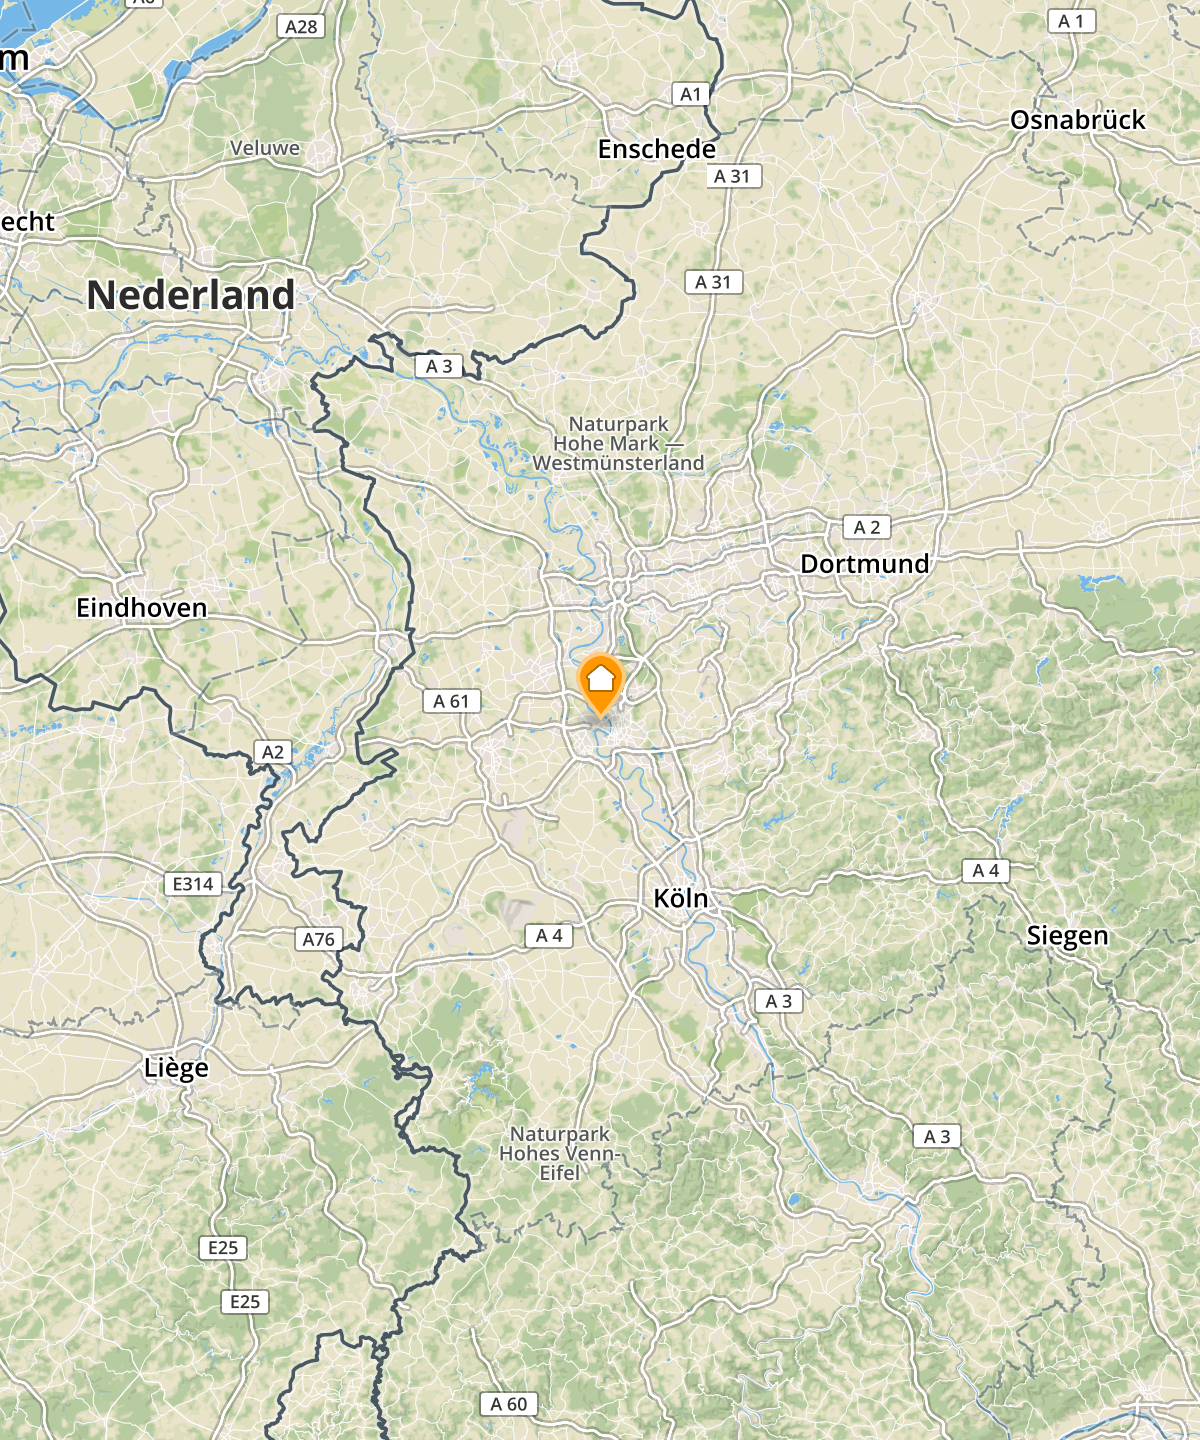 A28
A 1
m
A1
Osnabrück
Veluwe
Enschede
A 31
echt
A 31
Nederland
A 3
Naturpark
Hohe Mark —
Westmünsterland
A 2
Dortmund
Eindhoven
A 61
A2
A 4
E314
Köln
A 4
A76
Siegen
A 3
Liège
Naturpark
Hohes Venn-
Eifel
A 3
E25
E25
A 60